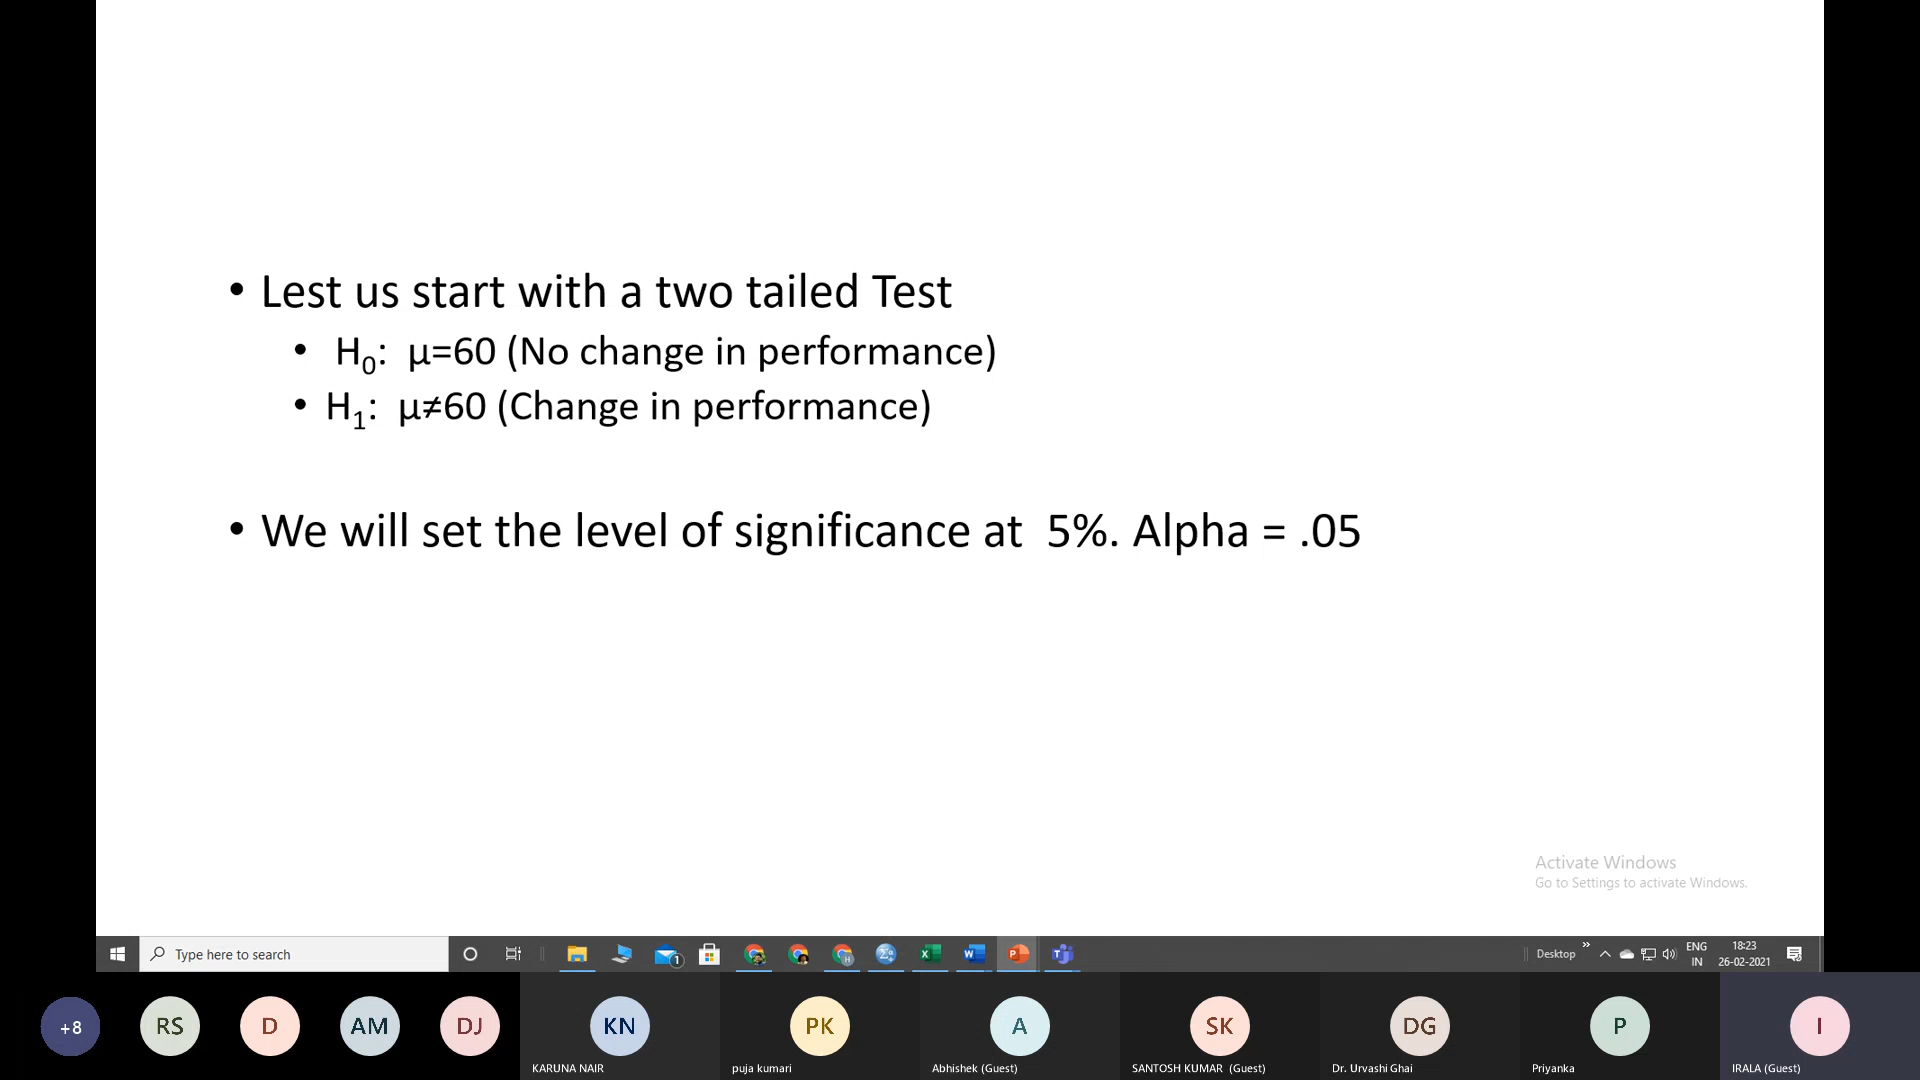 • Lest us start with a two tailed Test
• H₀: μ=60 (No change in performance)
• H₁: μ≠60 (Change in performance)
• We will set the level of significance at 5%. Alpha = .05
Activate Windows
Go to Settings to activate Windows.
Type here to search
1
Desktop
ENG
IN
18:23
26-02-2021
+8
RS
D
AM
DJ
KN
PK
A
SK
DG
P
I
KARUNA NAIR
puja kumari
Abhishek (Guest)
SANTOSH KUMAR (Guest)
Dr. Urvashi Ghai
Priyanka
IRALA (Guest)